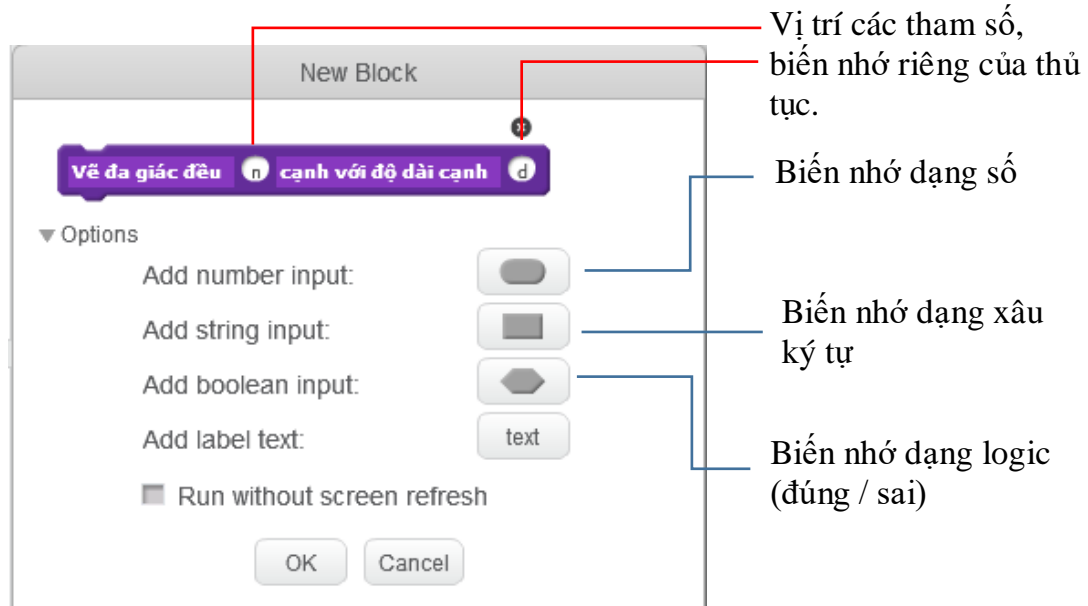 Vị trí các tham số,
biến nhớ riêng của thủ
tục.
New Block
Vẽ đa giác đều n cạnh với độ dài cạnh d
Biến nhớ dạng số
Options
Add number input:
Add string input:
Biến nhớ dạng xâu
ký tự
Add boolean input:
Add label text: text
Biến nhớ dạng logic
(đúng / sai)
Run without screen refresh
OK Cancel